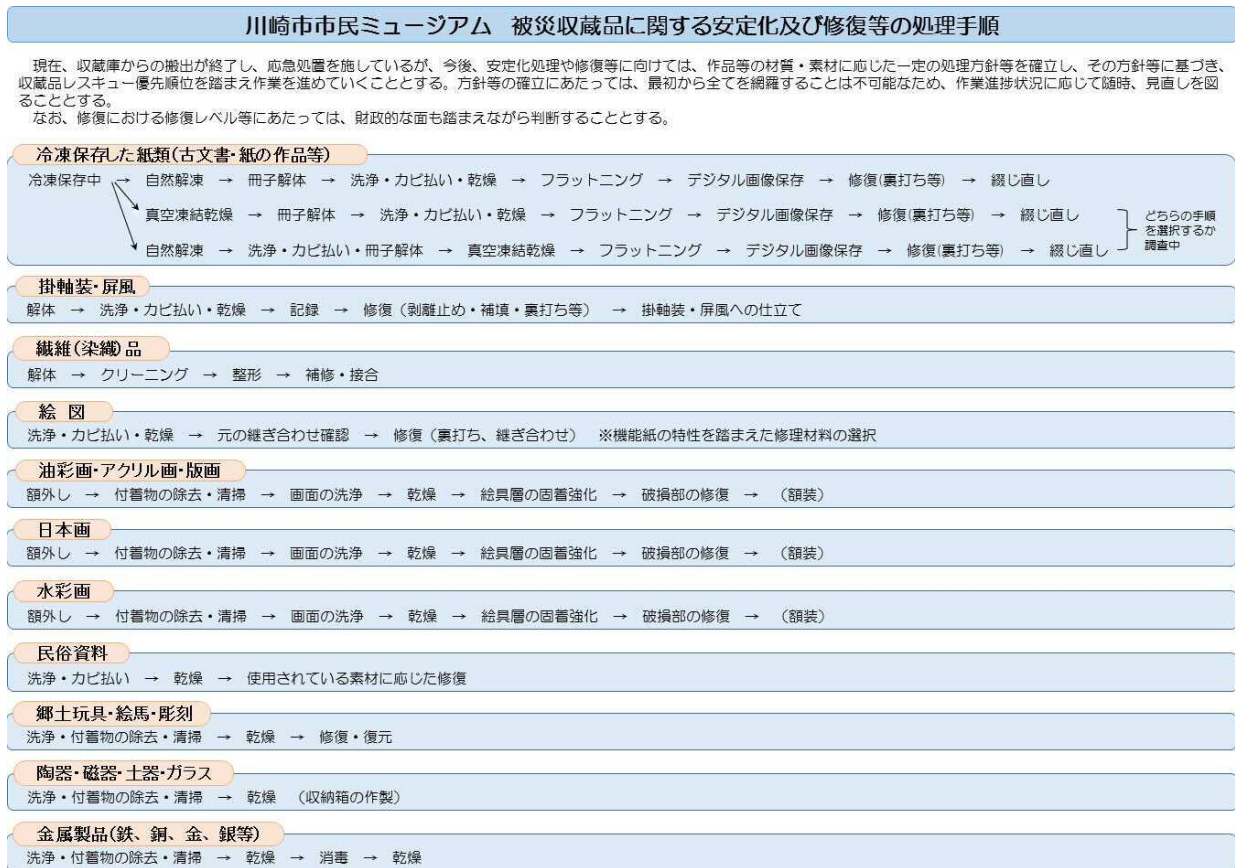 川崎市市民ミュージアム　被災収蔵品に関する安定化及び修復等の処理手順
現在、収蔵庫からの搬出が終了し、応急処置を施しているが、今後、安定化処理や修復等に向けては、作品等の材質・素材に応じた一定の処理方針等を確立し、その方針等に基づき、
収蔵品レスキュー優先順位を踏まえ作業を進めていくこととする。方針等の確立にあたっては、最初から全てを網羅することは不可能なため、作業進捗状況に応じて随時、見直しを図
ることとする。
なお、修復における修復レベル等にあたっては、財政的な面も踏まえながら判断することとする。
冷凍保存した紙類(古文書・紙の作品等)
冷凍保存中　→　自然解凍　→　冊子解体　→　洗浄・カビ払い・乾燥　→　フラットニング　→　デジタル画像保存　→　修復(裏打ち等)　→　綴じ直し
真空凍結乾燥　→　冊子解体　→　洗浄・カビ払い・乾燥　→　フラットニング　→　デジタル画像保存　→　修復(裏打ち等)　→　綴じ直し
自然解凍　→　洗浄・カビ払い・冊子解体　→　真空凍結乾燥　→　フラットニング　→　デジタル画像保存　→　修復(裏打ち等)　→　綴じ直し
どちらの手順
を選択するか
調査中
掛軸装・屏風
解体　→　洗浄・カビ払い・乾燥　→　記録　→　修復（剥離止め・補填・裏打ち等）　→　掛軸装・屏風への仕立て
繊維(染織)品
解体　→　クリーニング　→　整形　→　補修・接合
絵　図
洗浄・カビ払い・乾燥　→　元の継ぎ合わせ確認　→　修復（裏打ち、継ぎ合わせ）　※機能紙の特性を踏まえた修理材料の選択
油彩画・アクリル画・版画
額外し　→　付着物の除去・清掃　→　画面の洗浄　→　乾燥　→　絵具層の固着強化　→　破損部の修復　→　（額装）
日本画
額外し　→　付着物の除去・清掃　→　画面の洗浄　→　乾燥　→　絵具層の固着強化　→　破損部の修復　→　（額装）
水彩画
額外し　→　付着物の除去・清掃　→　画面の洗浄　→　乾燥　→　絵具層の固着強化　→　破損部の修復　→　（額装）
民俗資料
洗浄・カビ払い　→　乾燥　→　使用されている素材に応じた修復
郷土玩具・絵馬・彫刻
洗浄・付着物の除去・清掃　→　乾燥　→　修復・復元
陶器・磁器・土器・ガラス
洗浄・付着物の除去・清掃　→　乾燥　（収納箱の作製）
金属製品(鉄、銅、金、銀等)
洗浄・付着物の除去・清掃　→　乾燥　→　消毒　→　乾燥